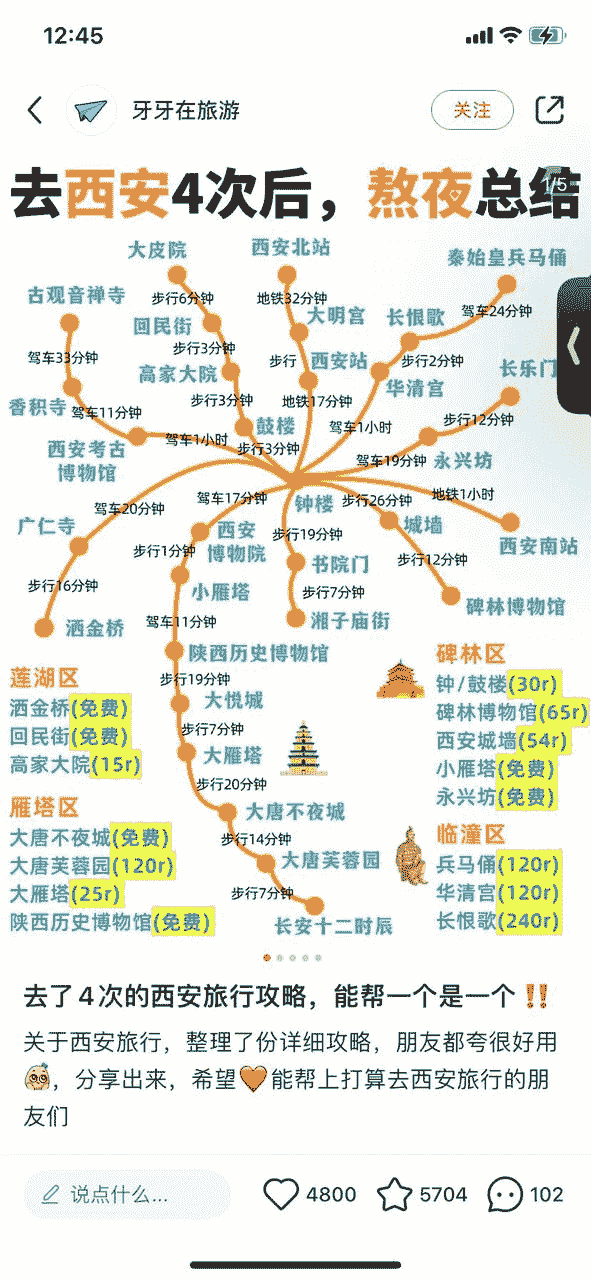 12:45
牙牙在旅游
关注
去西安4次后，熬夜总结
1/5
大皮院
西安北站
秦始皇兵马俑
古观音禅寺
步行6分钟
地铁32分钟
驾车24分钟
回民街
大明宫
长恨歌
驾车33分钟
步行3分钟
步行
西安站
步行2分钟
长乐门
高家大院
华清宫
香积寺
驾车11分钟
步行3分钟
地铁17分钟
步行12分钟
鼓楼
驾车1小时
驾车1小时
西安考古
博物馆
步行3分钟
驾车19分钟
永兴坊
驾车20分钟
驾车17分钟
钟楼
步行26分钟
地铁1小时
广仁寺
西安
博物院
步行19分钟
城墙
西安南站
步行1分钟
书院门
步行12分钟
步行16分钟
小雁塔
步行7分钟
碑林博物馆
洒金桥
驾车11分钟
湘子庙街
陕西历史博物馆
步行19分钟
大悦城
步行7分钟
大雁塔
步行20分钟
大唐不夜城
步行14分钟
大唐芙蓉园
步行7分钟
长安十二时辰
莲湖区
洒金桥(免费)
回民街(免费)
高家大院(15r)
雁塔区
大唐不夜城(免费)
大唐芙蓉园(120r)
大雁塔(25r)
陕西历史博物馆(免费)
碑林区
钟/鼓楼(30r)
碑林博物馆(65r)
西安城墙(54r)
小雁塔(免费)
永兴坊(免费)
临潼区
兵马俑(120r)
华清宫(120r)
长恨歌(240r)
去了4次的西安旅行攻略，能帮一个是一个‼️
关于西安旅行，整理了份详细攻略，朋友都夸很好用
，分享出来，希望🧡能帮上打算去西安旅行的朋
友们
说点什么...
4800
5704
102